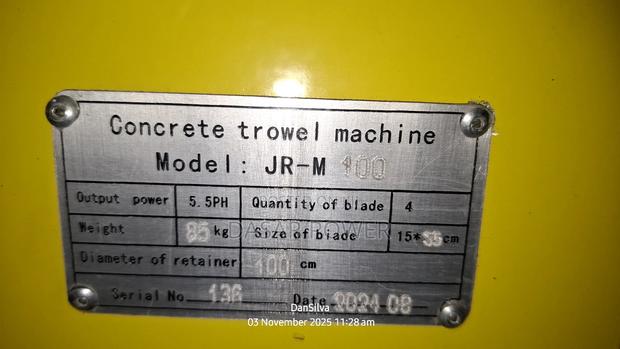 Concrete trowel machine
Model: JR-M 100
Output power 5.5PH Quantity of blade 4
Weight 85 kg Size of blade 15* cm
Diameter of retainer 100 cm
Serial No 136 Date 2024 08
DanSilva
03 November 2025 11:28 am